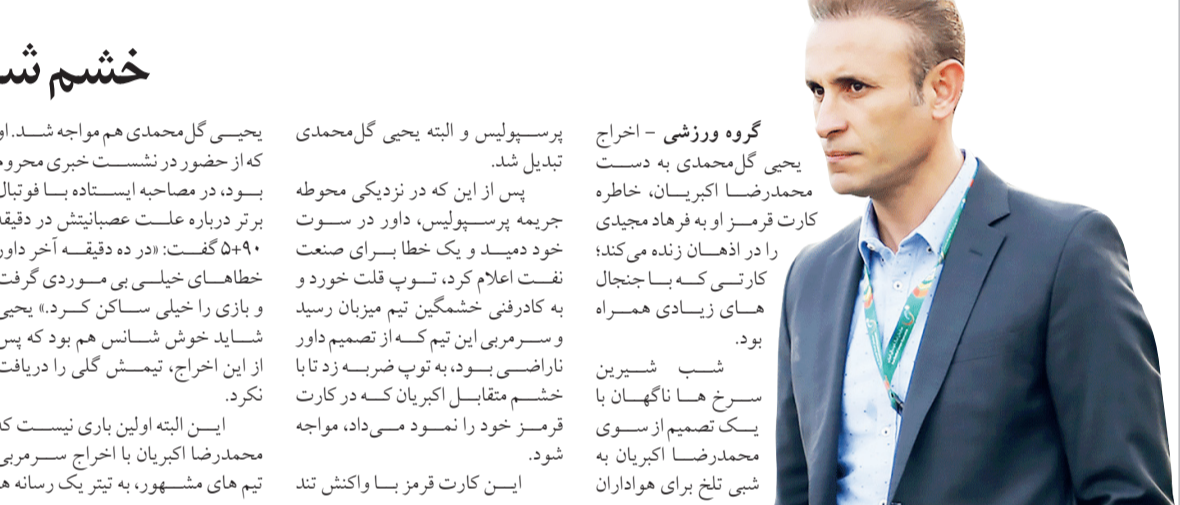 خشم
گروه ورزشی – اخراج
یحیی گل‌محمدی به دست
محمدرضا اکبریان، خاطره
کارت قرمز او به فرهاد مجیدی
را در اذهان زنده می‌کند؛
کارتی که با جنجال
های زیادی همراه
بود.
شب شیرین
سرخ ها ناگهان با
یک تصمیم از سوی
محمدرضا اکبریان به
شبی تلخ برای هواداران
پرسپولیس و البته یحیی گل‌محمدی
تبدیل شد.
پس از این که در نزدیکی محوطه
جریمه پرسپولیس، داور در سوت
خود دمید و یک خطا برای صنعت
نفت اعلام کرد، توپ قلت خورد و
به کادرفنی خشمگین تیم میزبان رسید
و سرمربی این تیم که از تصمیم داور
ناراضی بود، به توپ ضربه زد تا با
خشم متقابل اکبریان که در کارت
قرمز خود را نمود می‌داد، مواجه
شود.
این کارت قرمز با واکنش تند
یحیی گل‌محمدی هم مواجه شد. او
که از حضور در نشست خبری محروم
بود، در مصاحبه ایستاده با فوتبال
برتر درباره علت عصبانیتش در دقیقه
۹۰+۵ گفت: «در ده دقیقه آخر داور
خطاهای خیلی بی موردی گرفت
و بازی را خیلی ساکن کرد.» یحیی
شاید خوش شانس هم بود که پس
از این اخراج، تیمش گلی را دریافت
نکرد.
این البته اولین باری نیست که
محمدرضا اکبریان با اخراج سرمربی
تیم های مشهور، به تیتر یک رسانه